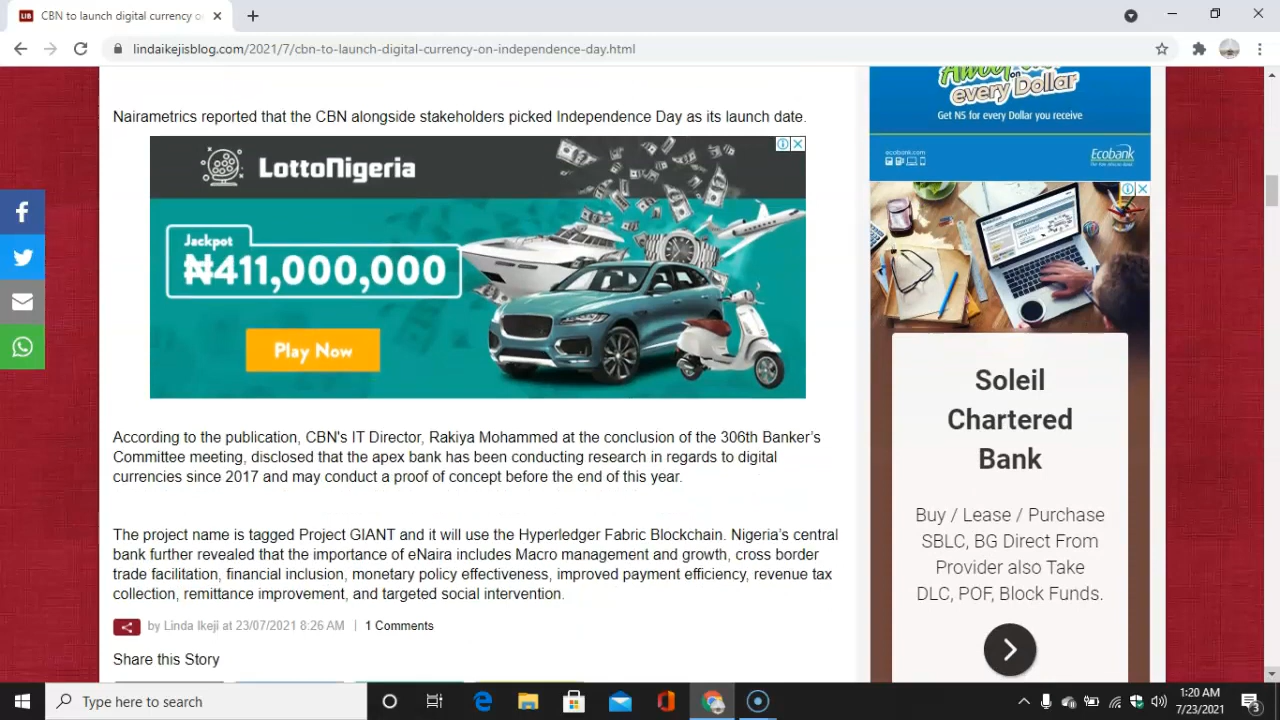 LIB
CBN to launch digital currency o
lindaikejisblog.com/2021/7/cbn-to-launch-digital-currency-on-independence-day.html
Nairametrics reported that the CBN alongside stakeholders picked Independence Day as its launch date.
LottoNigeria
Jackpot
₦411,000,000
Play Now
According to the publication, CBN's IT Director, Rakiya Mohammed at the conclusion of the 306th Banker's
Committee meeting, disclosed that the apex bank has been conducting research in regards to digital
currencies since 2017 and may conduct a proof of concept before the end of this year.
The project name is tagged Project GIANT and it will use the Hyperledger Fabric Blockchain. Nigeria's central
bank further revealed that the importance of eNaira includes Macro management and growth, cross border
trade facilitation, financial inclusion, monetary policy effectiveness, improved payment efficiency, revenue tax
collection, remittance improvement, and targeted social intervention.
by Linda Ikeji at 23/07/2021 8:26 AM | 1 Comments
Share this Story
on
every Dollar
Get N5 for every Dollar you receive
ecobank.com
Ecobank
Soleil
Chartered
Bank
Buy / Lease / Purchase
SBLC, BG Direct From
Provider also Take
DLC, POF, Block Funds.
Type here to search
1:20 AM
7/23/2021
3